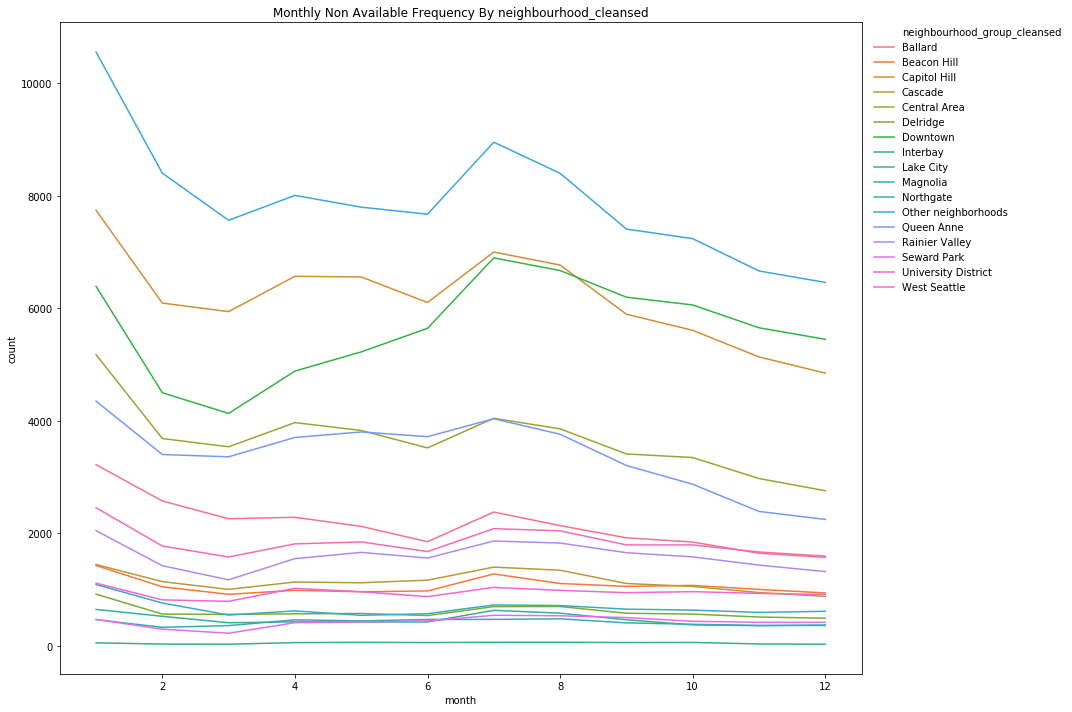 Monthly Non Available Frequency By neighbourhood_cleansed
neighbourhood_group_cleansed
Ballard
Beacon Hill
Capitol Hill
Cascade
Central Area
Delridge
Downtown
Interbay
Lake City
Magnolia
Northgate
Other neighborhoods
Queen Anne
Rainier Valley
Seward Park
University District
West Seattle
count
10000
8000
6000
4000
2000
0
2
4
6
8
10
12
month